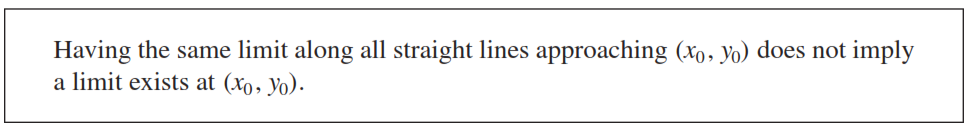 Having the same limit along all straight lines approaching (x₀, y₀) does not imply
a limit exists at (x₀, y₀).